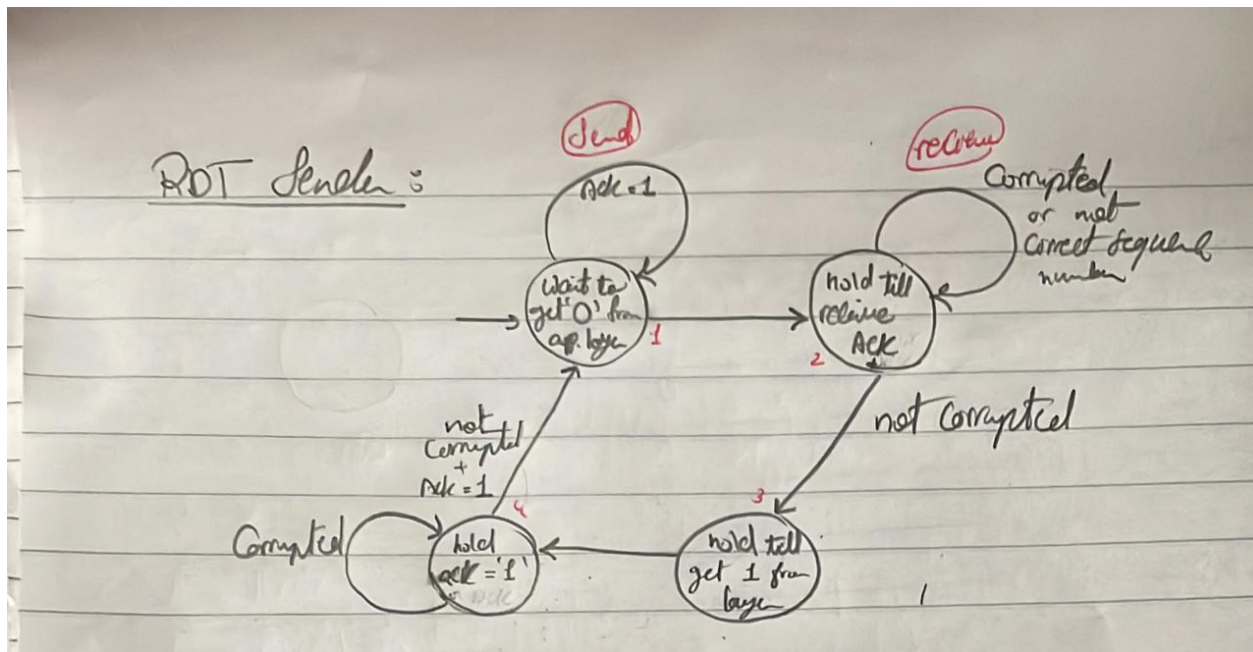 Send
receive
RDT Sender :
Ack = 1
Corrupted
or not
Correct Sequence
number
wait to
get '0' from
ap. layer
1
hold till
receive
ACK
2
not corrupted
not
Corrupted
+
Ack = 1
4
3
Corrupted
hold
ack = '1'
hold till
get 1 from
layer